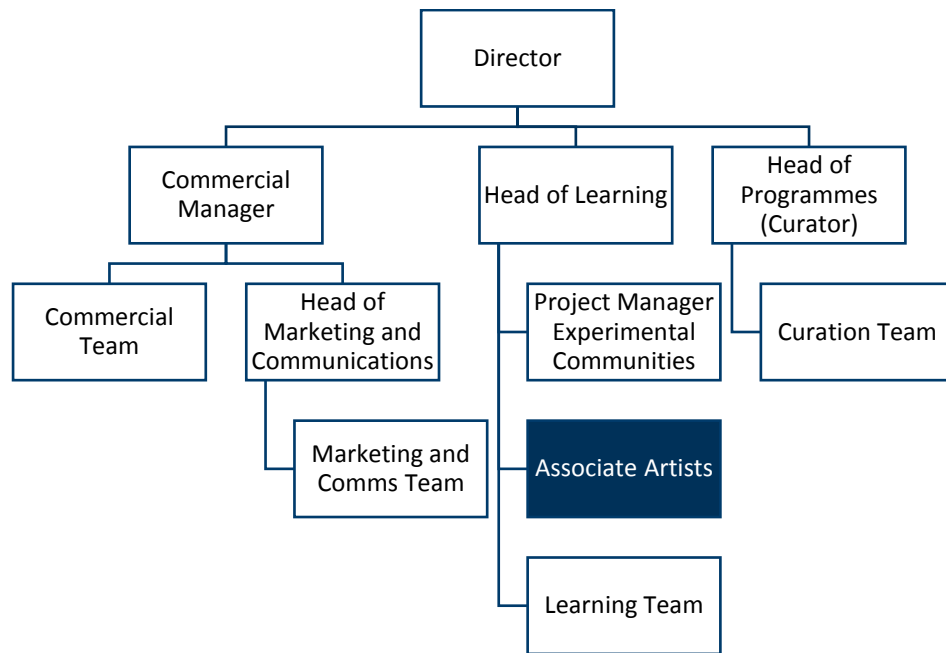 Director
Commercial
Manager
Head of Learning
Head of
Programmes
(Curator)
Commercial
Team
Head of
Marketing and
Communications
Project Manager
Experimental
Communities
Curation Team
Marketing and
Comms Team
Associate Artists
Learning Team